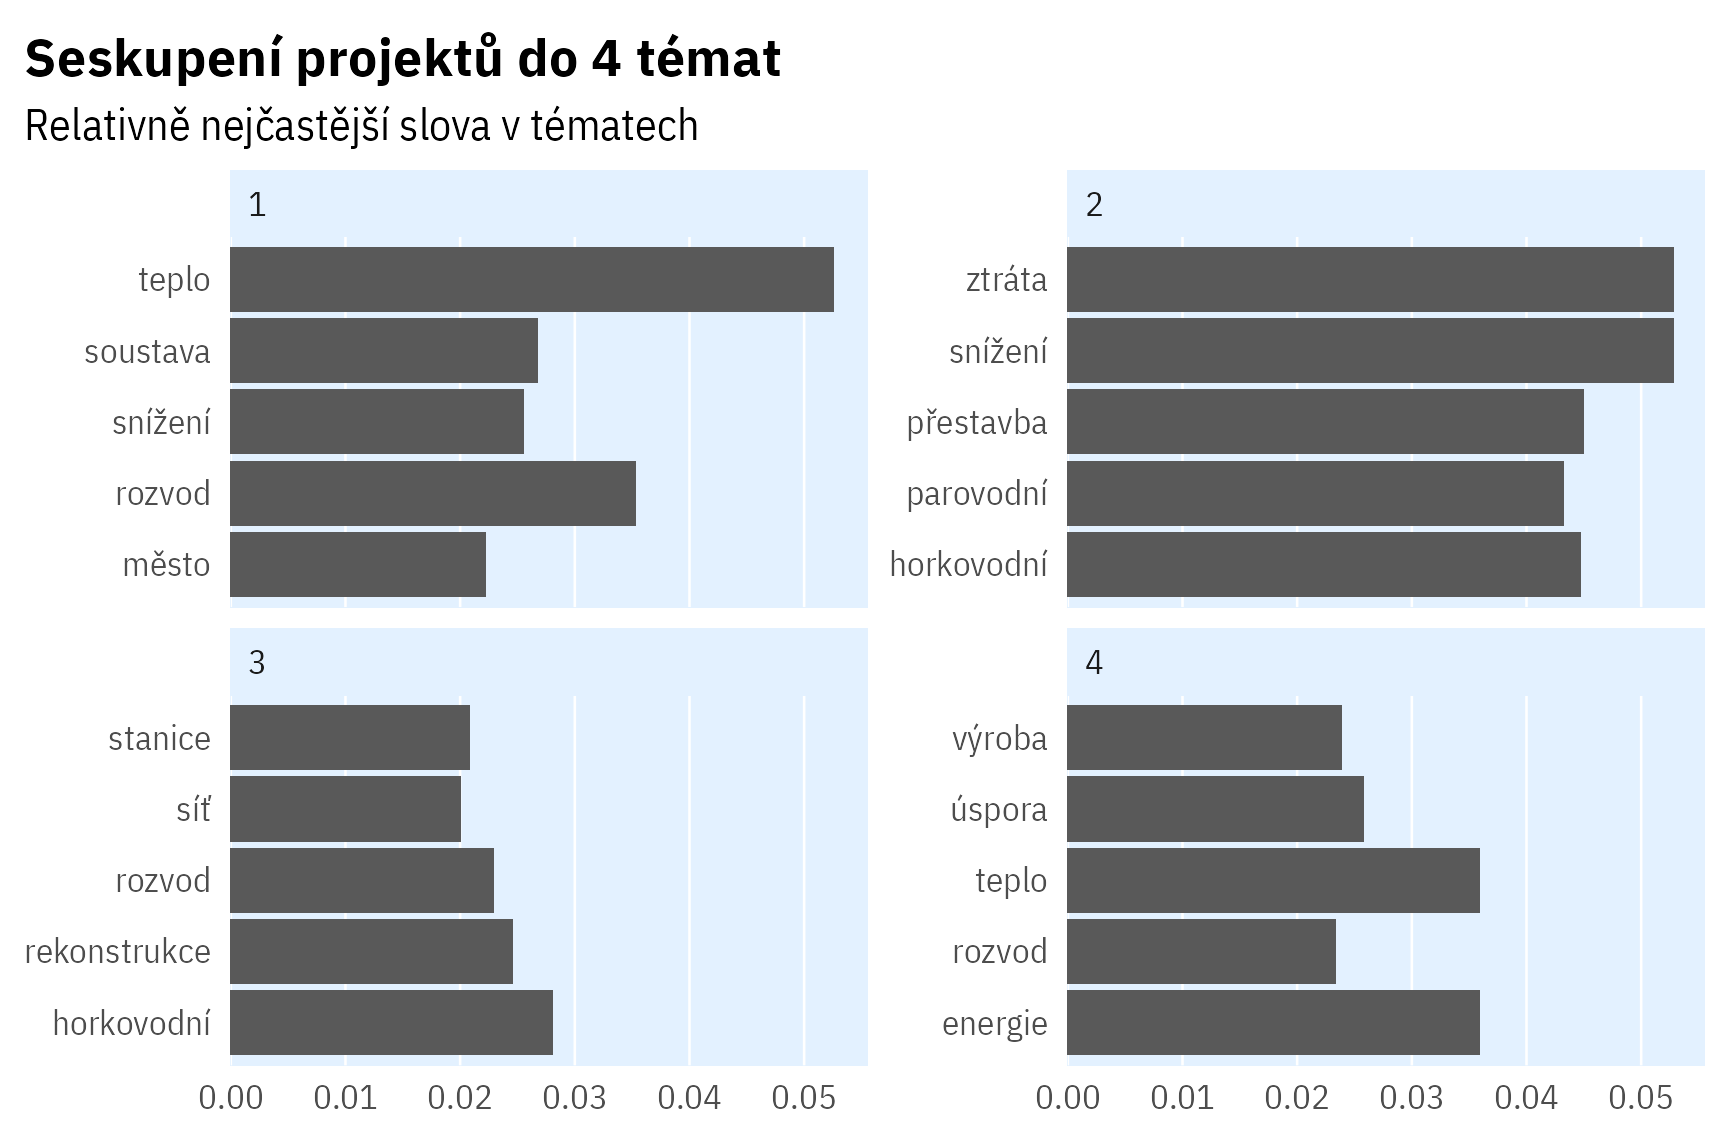 Seskupení projektů do 4 témat
Relativně nejčastější slova v tématech
1
teplo
soustava
snížení
rozvod
město
2
ztráta
snížení
přestavba
parovodní
horkovodní
3
stanice
síť
rozvod
rekonstrukce
horkovodní
0.00 0.01 0.02 0.03 0.04 0.05
4
výroba
úspora
teplo
rozvod
energie
0.00 0.01 0.02 0.03 0.04 0.05